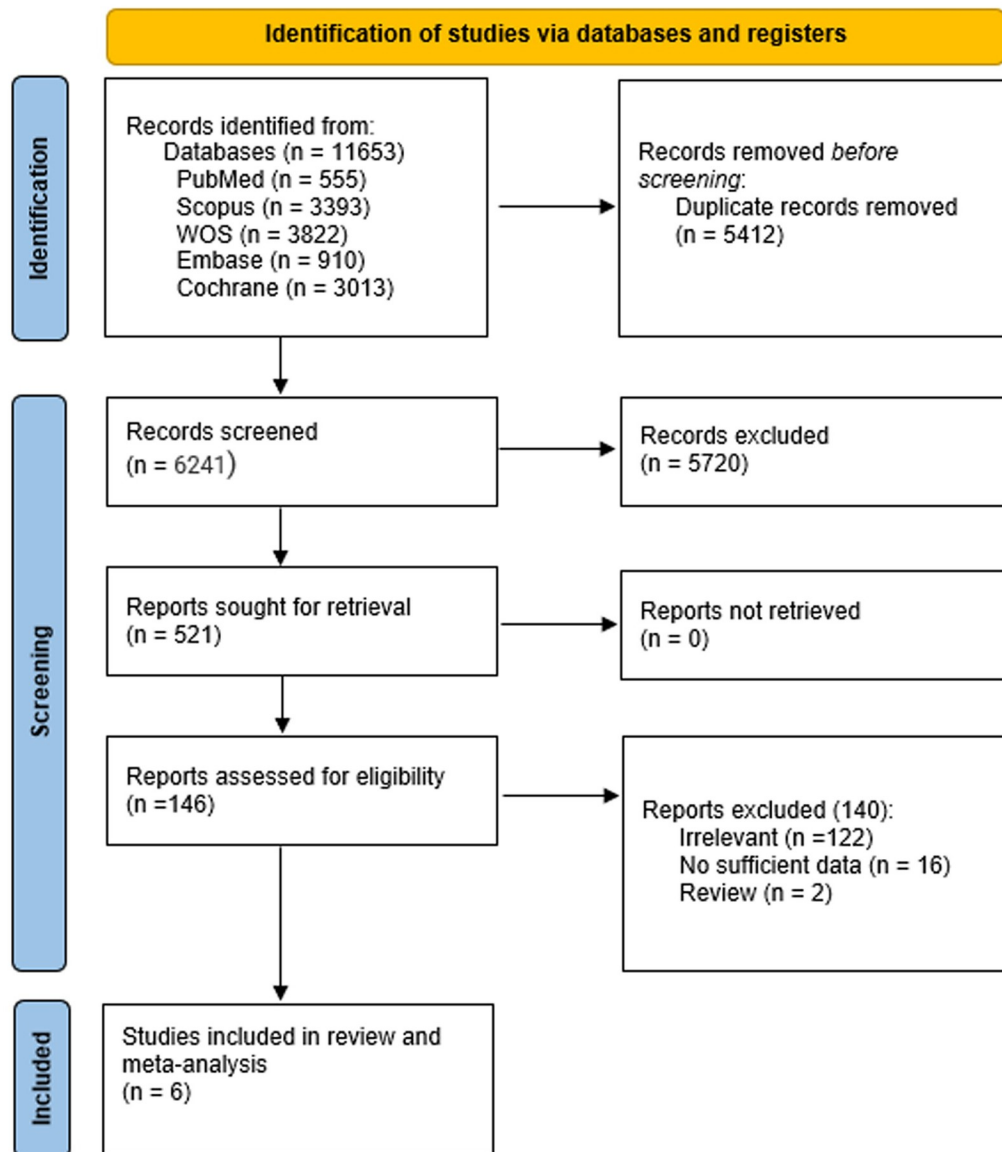 Identification of studies via databases and registers
Identification
Records identified from:
Databases (n = 11653)
PubMed (n = 555)
Scopus (n = 3393)
WOS (n = 3822)
Embase (n = 910)
Cochrane (n = 3013)
Records removed before
screening:
Duplicate records removed
(n = 5412)
Screening
Records screened
(n = 6241)
Records excluded
(n = 5720)
Reports sought for retrieval
(n = 521)
Reports not retrieved
(n = 0)
Reports assessed for eligibility
(n =146)
Reports excluded (140):
Irrelevant (n =122)
No sufficient data (n = 16)
Review (n = 2)
Included
Studies included in review and
meta-analysis
(n = 6)